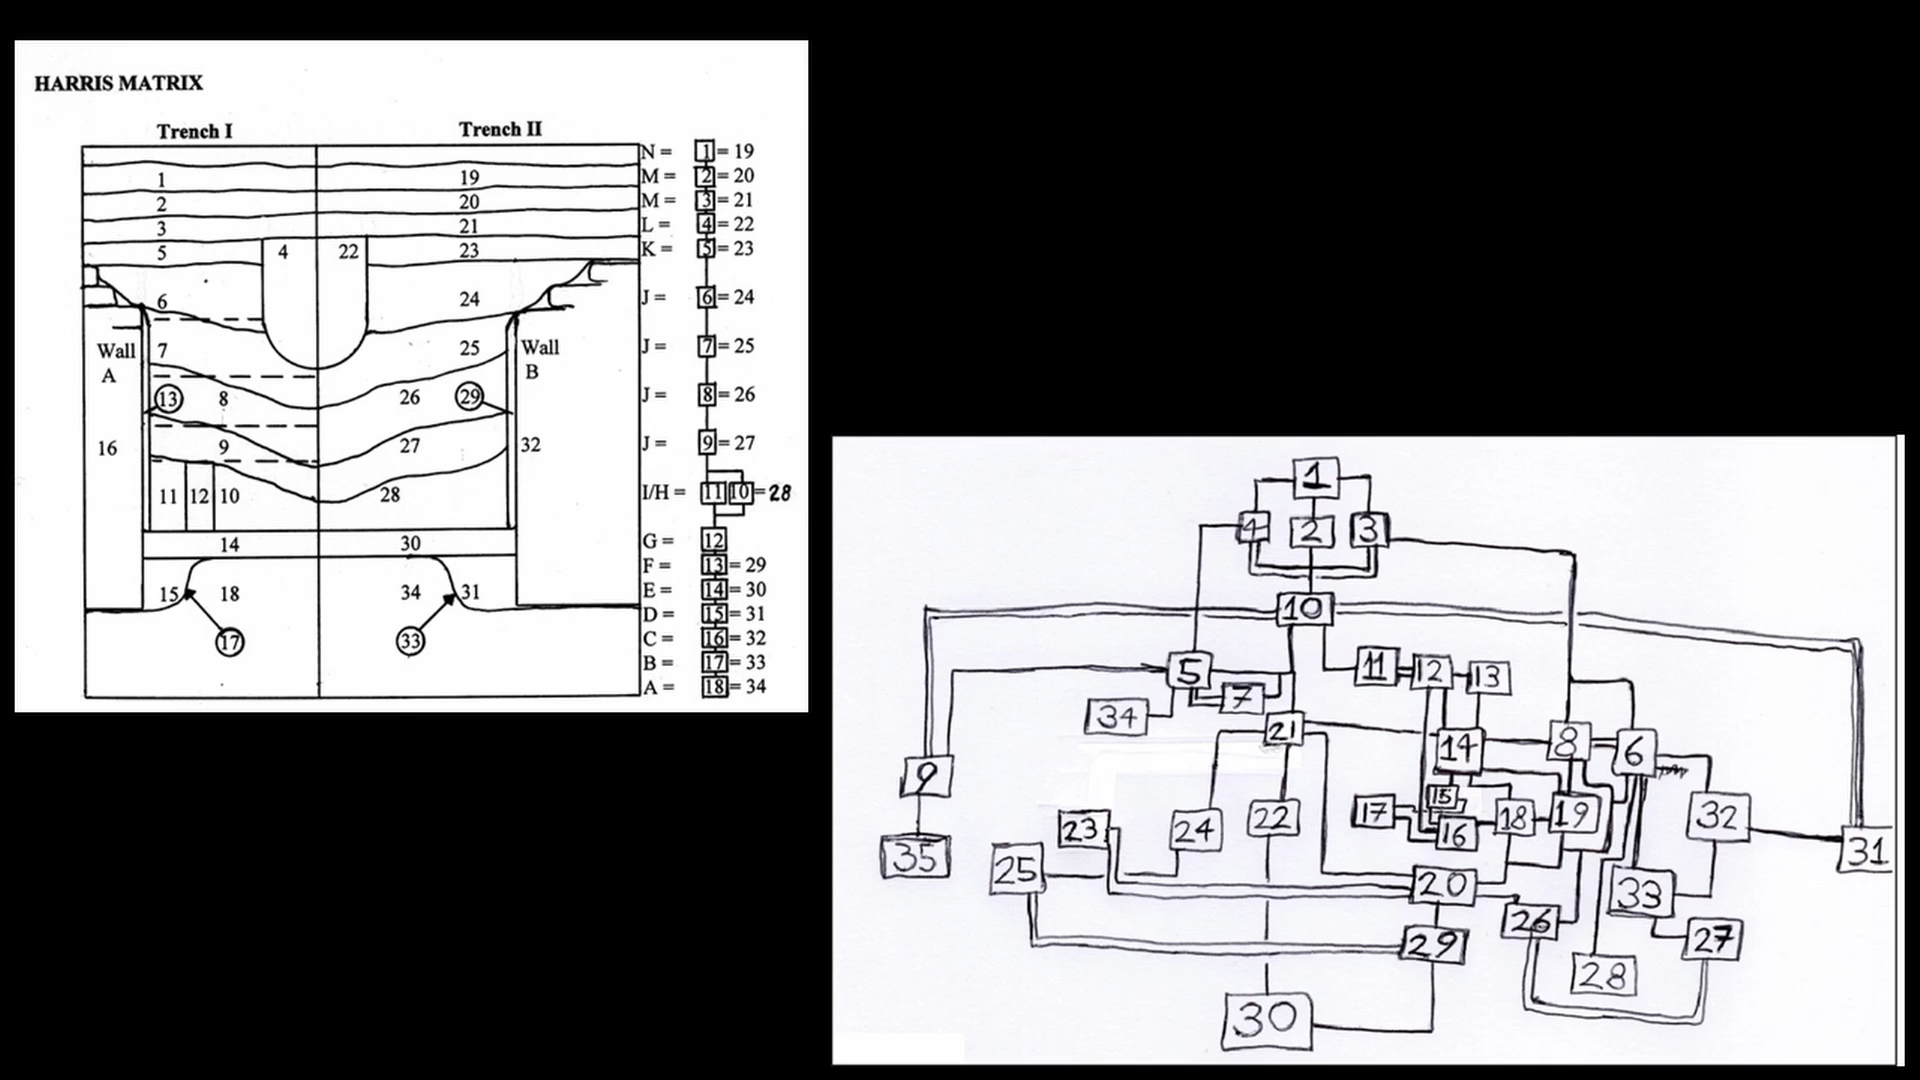 HARRIS MATRIX
Trench I
Trench II
1 19
2 20
3 21
5 4 22 23
6 24
7 25
Wall A
Wall B
13 8 26 29
16 9 27 32
11 12 10 28
14 30
15 18 34 31
17 33
N = 1 = 19
M = 2 = 20
M = 3 = 21
L = 4 = 22
K = 5 = 23
J = 6 = 24
J = 7 = 25
J = 8 = 26
J = 9 = 27
I/H = 11 10 = 28
G = 12
F = 13 = 29
E = 14 = 30
D = 15 = 31
C = 16 = 32
B = 17 = 33
A = 18 = 34
1
4 2 3
10
5 11 12 13
7
34
21 14 8 6
9
15
23 24 22 17 16 18 19 32
35 25 31
20 33
26
29 27
28
30